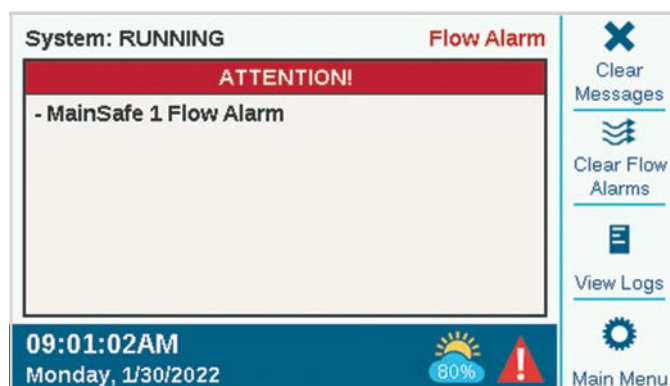 System: RUNNING
Flow Alarm
ATTENTION!
- MainSafe 1 Flow Alarm
09:01:02AM
Monday, 1/30/2022
80%
Clear
Messages
Clear Flow
Alarms
View Logs
Main Menu